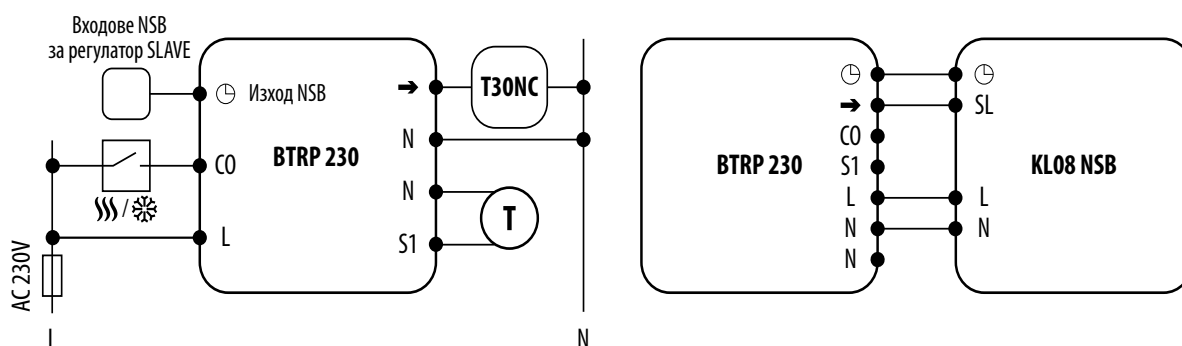 Входове NSB
за регулатор SLAVE
Изход NSB
➔
T30NC
N
CO
BTRP 230
N
L
S1
T
/
AC 230V
L
N
BTRP 230
➔
CO
S1
L
N
N
KL08 NSB
SL
L
N